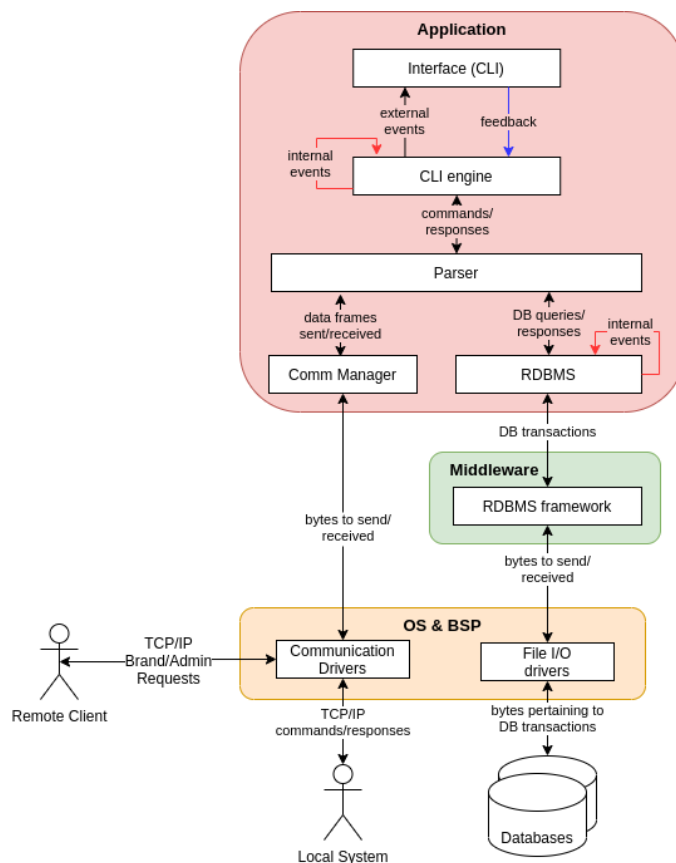 Application
Interface (CLI)
external
events
feedback
internal
events
CLI engine
commands/
responses
Parser
data frames
sent/received
DB queries/
responses
internal
events
Comm Manager
RDBMS
DB transactions
Middleware
RDBMS framework
bytes to send/
received
bytes to send/
received
OS & BSP
TCP/IP
Brand/Admin
Requests
Communication
Drivers
File I/O
drivers
Remote Client
TCP/IP
commands/responses
bytes pertaining to
DB transactions
Databases
Local System